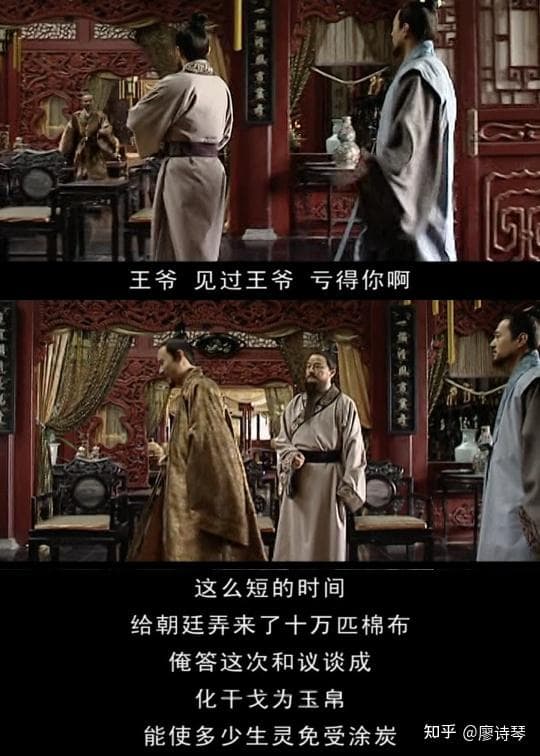 王爷 见过王爷 亏得你啊
这么短的时间
给朝廷弄来了十万匹棉布
俺答这次和议谈成
化干戈为玉帛
能使多少生灵免受涂炭
知乎 @廖诗琴